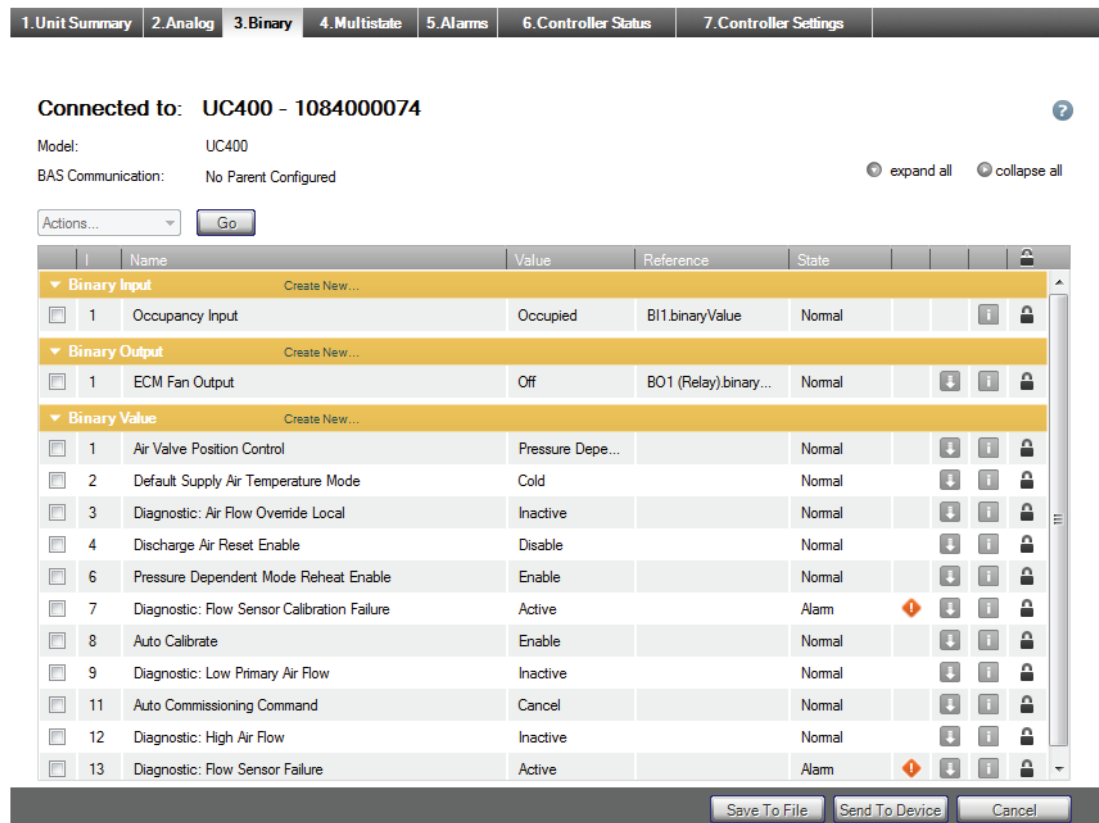 1.Unit Summary 2.Analog 3.Binary 4.Multistate 5.Alarms 6.Controller Status 7.Controller Settings
Connected to: UC400 - 1084000074
?
Model: UC400
BAS Communication: No Parent Configured
expand all collapse all
Actions... Go
I Name Value Reference State
Binary Input Create New...
1 Occupancy Input Occupied BI1.binaryValue Normal i
Binary Output Create New...
1 ECM Fan Output Off BO1 (Relay).binary... Normal i
Binary Value Create New...
1 Air Valve Position Control Pressure Depe... Normal i
2 Default Supply Air Temperature Mode Cold Normal i
3 Diagnostic: Air Flow Override Local Inactive Normal i
4 Discharge Air Reset Enable Disable Normal i
6 Pressure Dependent Mode Reheat Enable Enable Normal i
7 Diagnostic: Flow Sensor Calibration Failure Active Alarm ! i
8 Auto Calibrate Enable Normal i
9 Diagnostic: Low Primary Air Flow Inactive Normal i
11 Auto Commissioning Command Cancel Normal i
12 Diagnostic: High Air Flow Inactive Normal i
13 Diagnostic: Flow Sensor Failure Active Alarm ! i
Save To File Send To Device Cancel